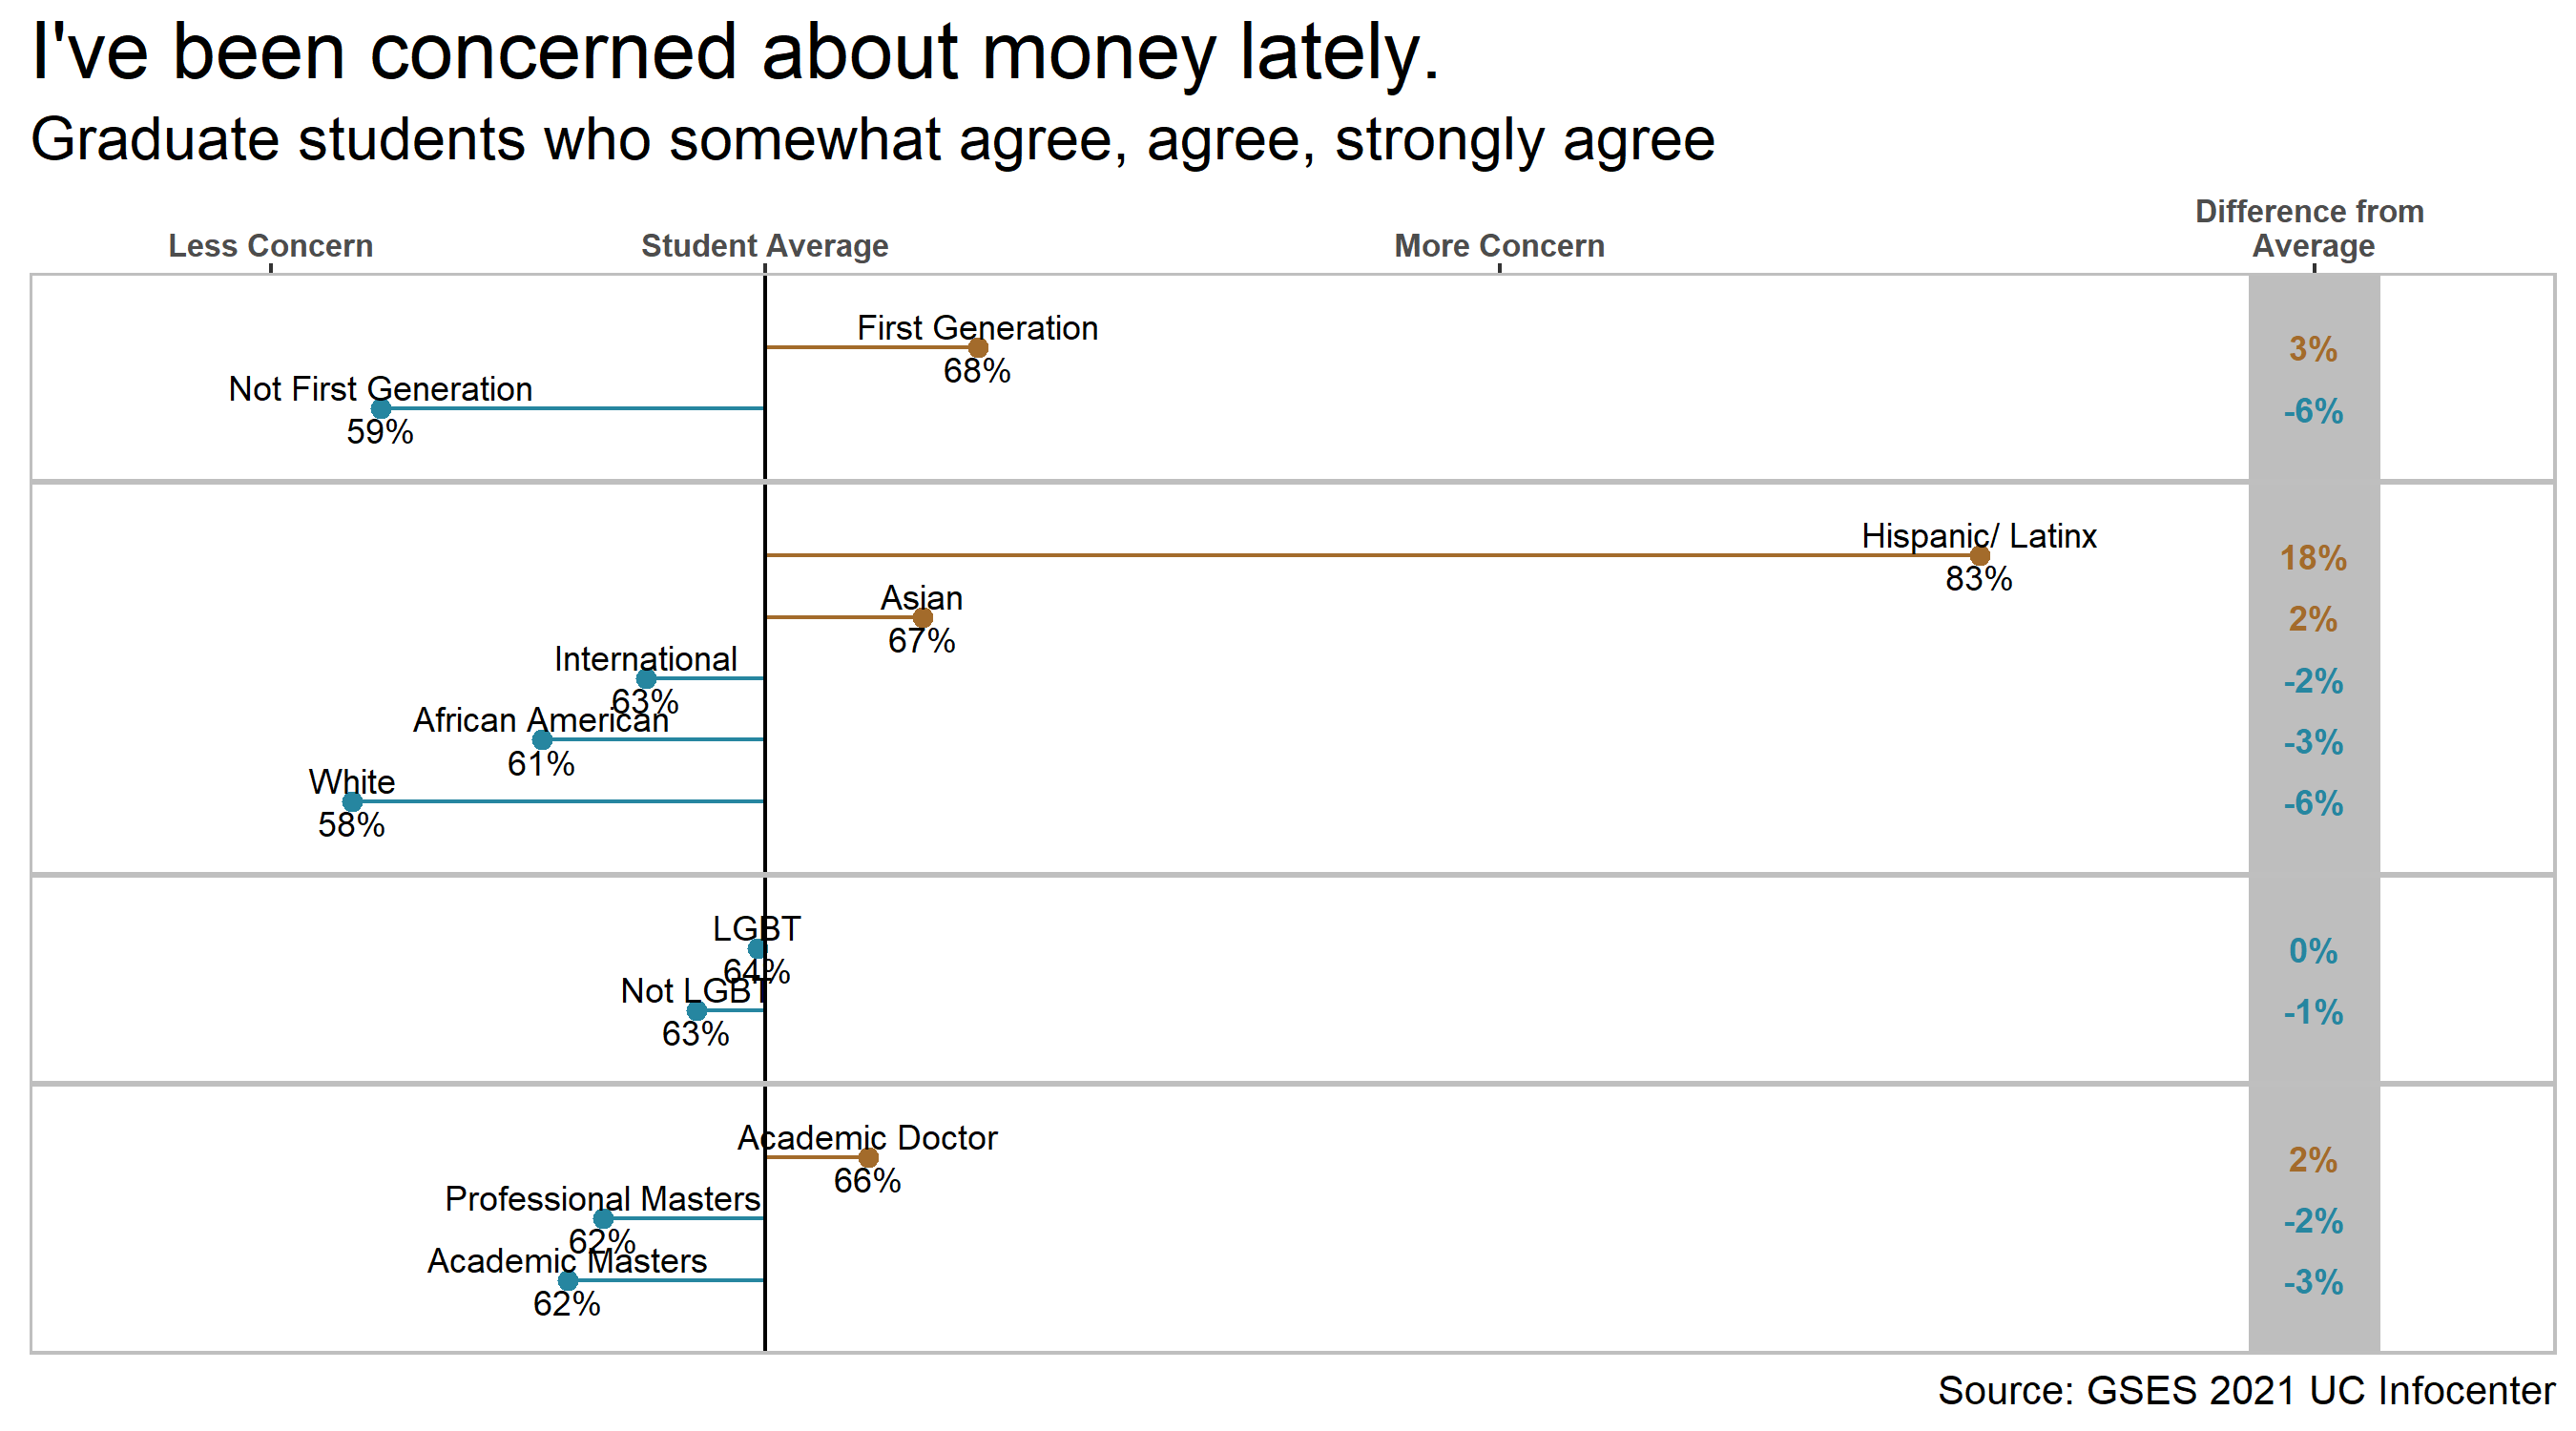 I've been concerned about money lately.
Graduate students who somewhat agree, agree, strongly agree
Less Concern
Student Average
More Concern
Difference from
Average
First Generation
68%
3%
Not First Generation
59%
-6%
Hispanic/ Latinx
83%
18%
Asian
67%
2%
International
63%
-2%
African American
61%
-3%
White
58%
-6%
LGBT
64%
0%
Not LGBT
63%
-1%
Academic Doctor
66%
2%
Professional Masters
62%
-2%
Academic Masters
62%
-3%
Source: GSES 2021 UC Infocenter